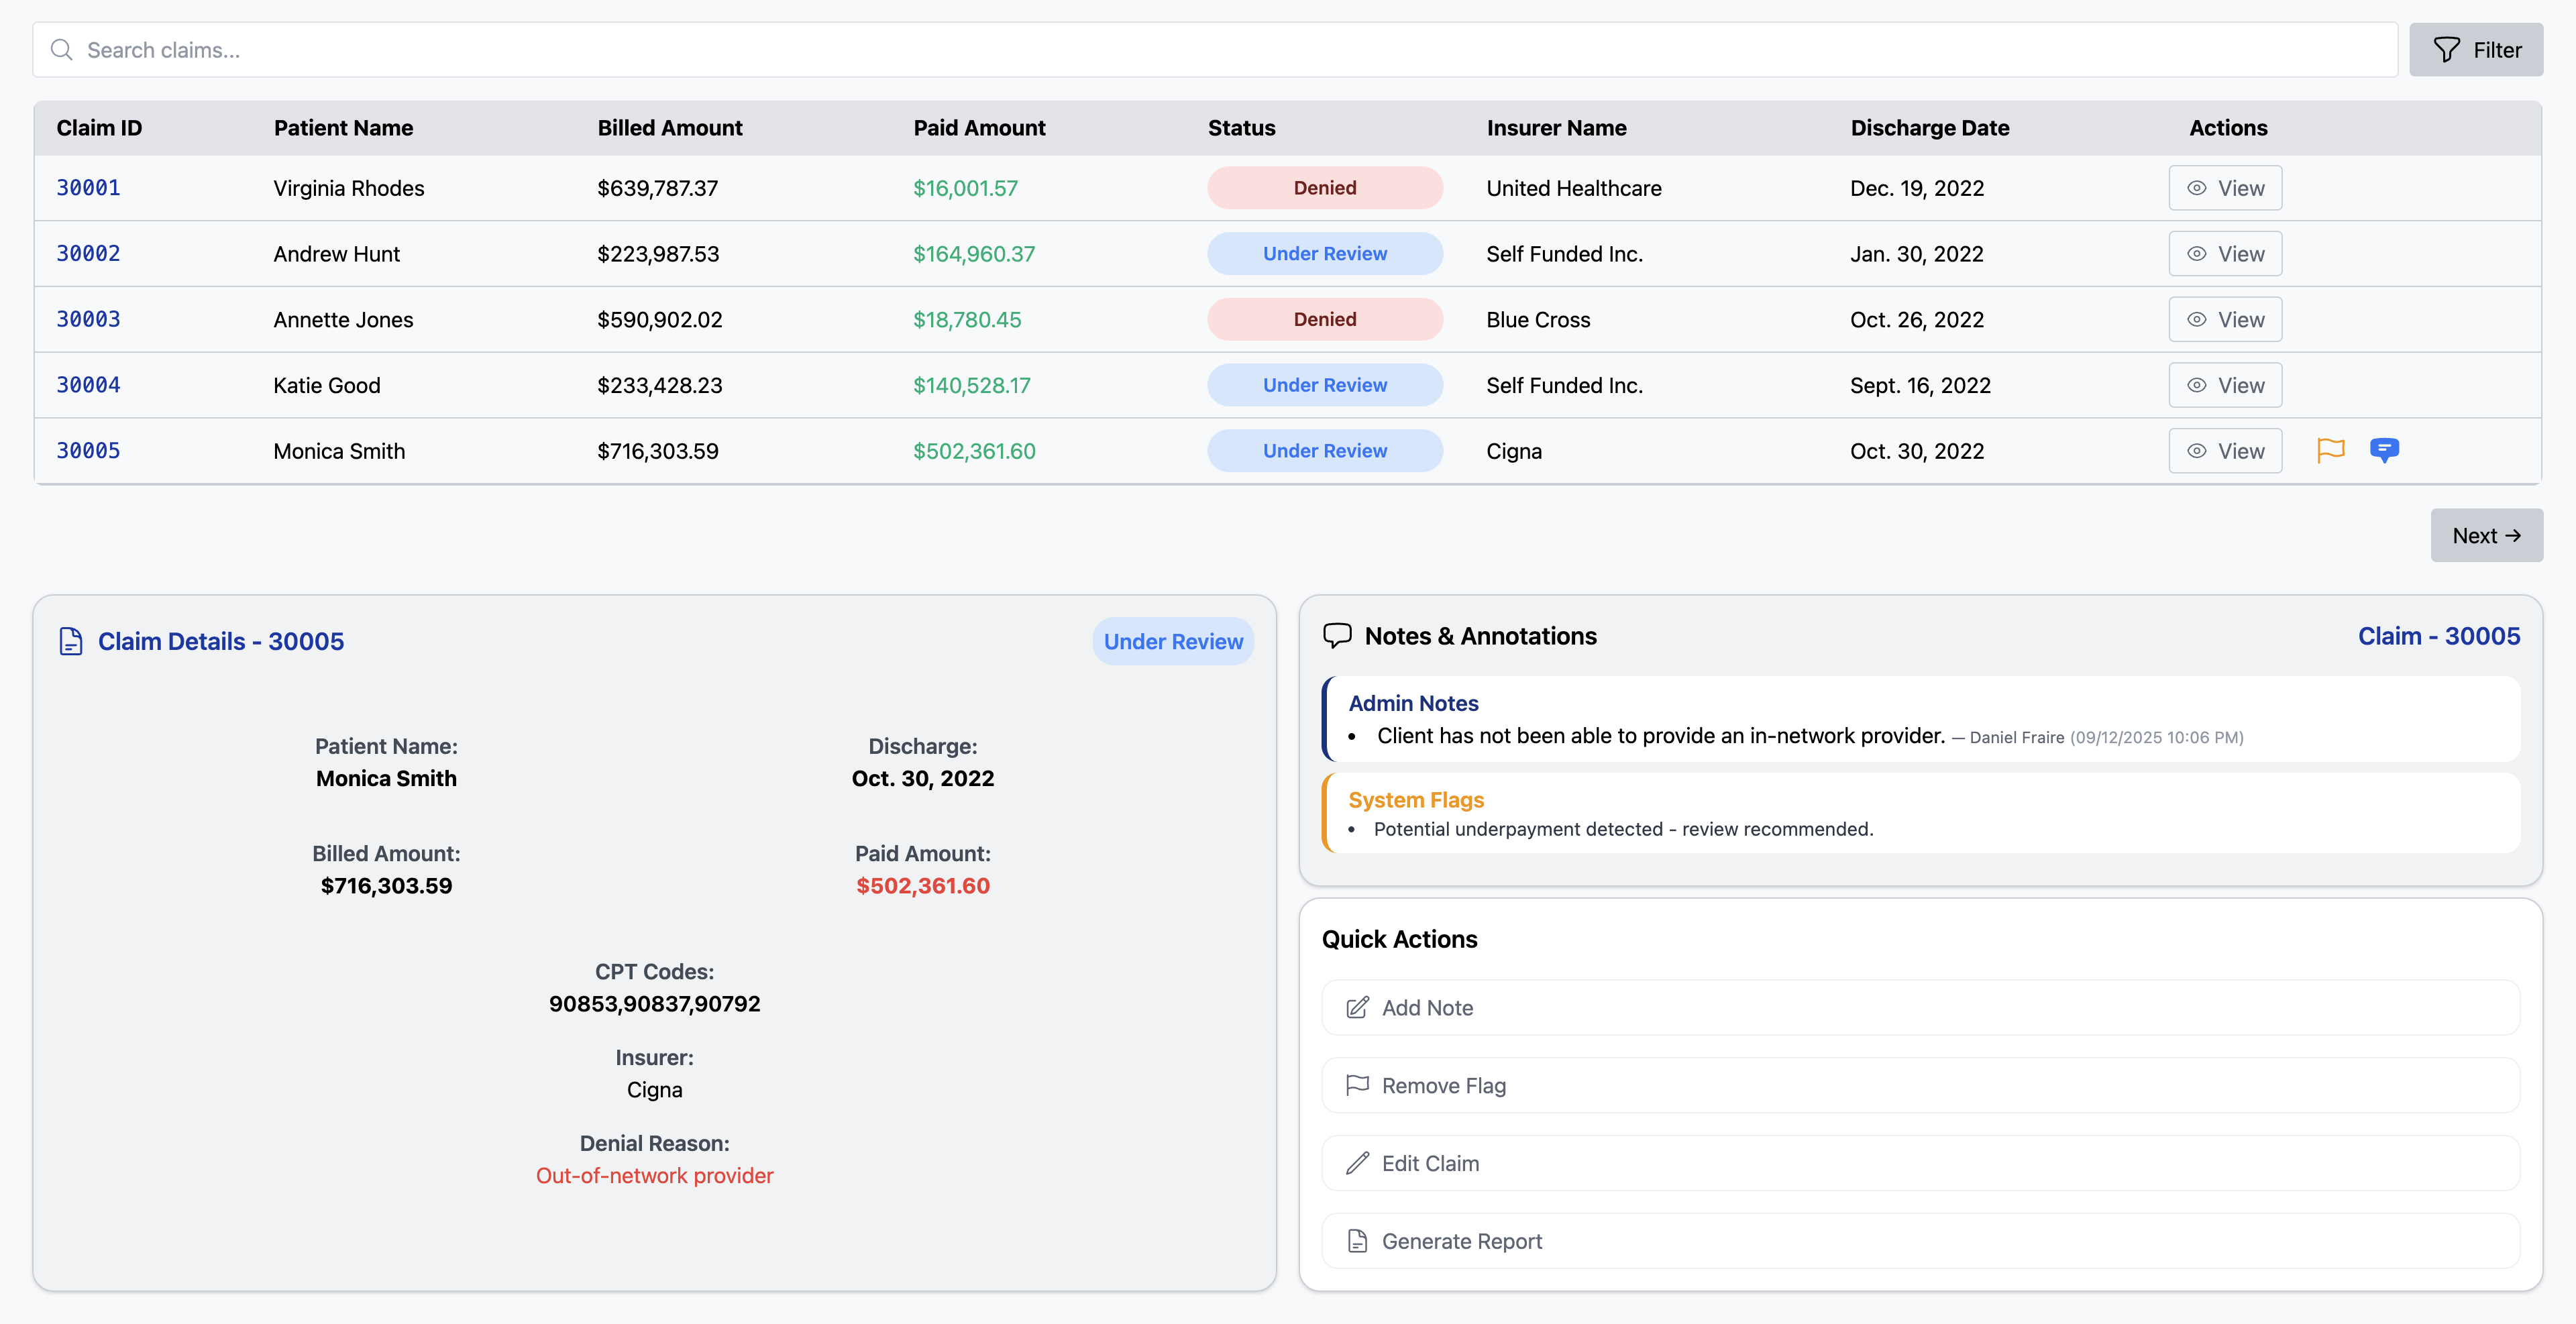 Search claims...
Filter
Claim ID Patient Name Billed Amount Paid Amount Status Insurer Name Discharge Date Actions
30001 Virginia Rhodes $639,787.37 $16,001.57 Denied United Healthcare Dec. 19, 2022 View
30002 Andrew Hunt $223,987.53 $164,960.37 Under Review Self Funded Inc. Jan. 30, 2022 View
30003 Annette Jones $590,902.02 $18,780.45 Denied Blue Cross Oct. 26, 2022 View
30004 Katie Good $233,428.23 $140,528.17 Under Review Self Funded Inc. Sept. 16, 2022 View
30005 Monica Smith $716,303.59 $502,361.60 Under Review Cigna Oct. 30, 2022 View
Next →
Claim Details - 30005 Under Review
Patient Name: Discharge:
Monica Smith Oct. 30, 2022
Billed Amount: Paid Amount:
$716,303.59 $502,361.60
CPT Codes:
90853,90837,90792
Insurer:
Cigna
Denial Reason:
Out-of-network provider
Notes & Annotations Claim - 30005
Admin Notes
• Client has not been able to provide an in-network provider. — Daniel Fraire (09/12/2025 10:06 PM)
System Flags
• Potential underpayment detected - review recommended.
Quick Actions
Add Note
Remove Flag
Edit Claim
Generate Report